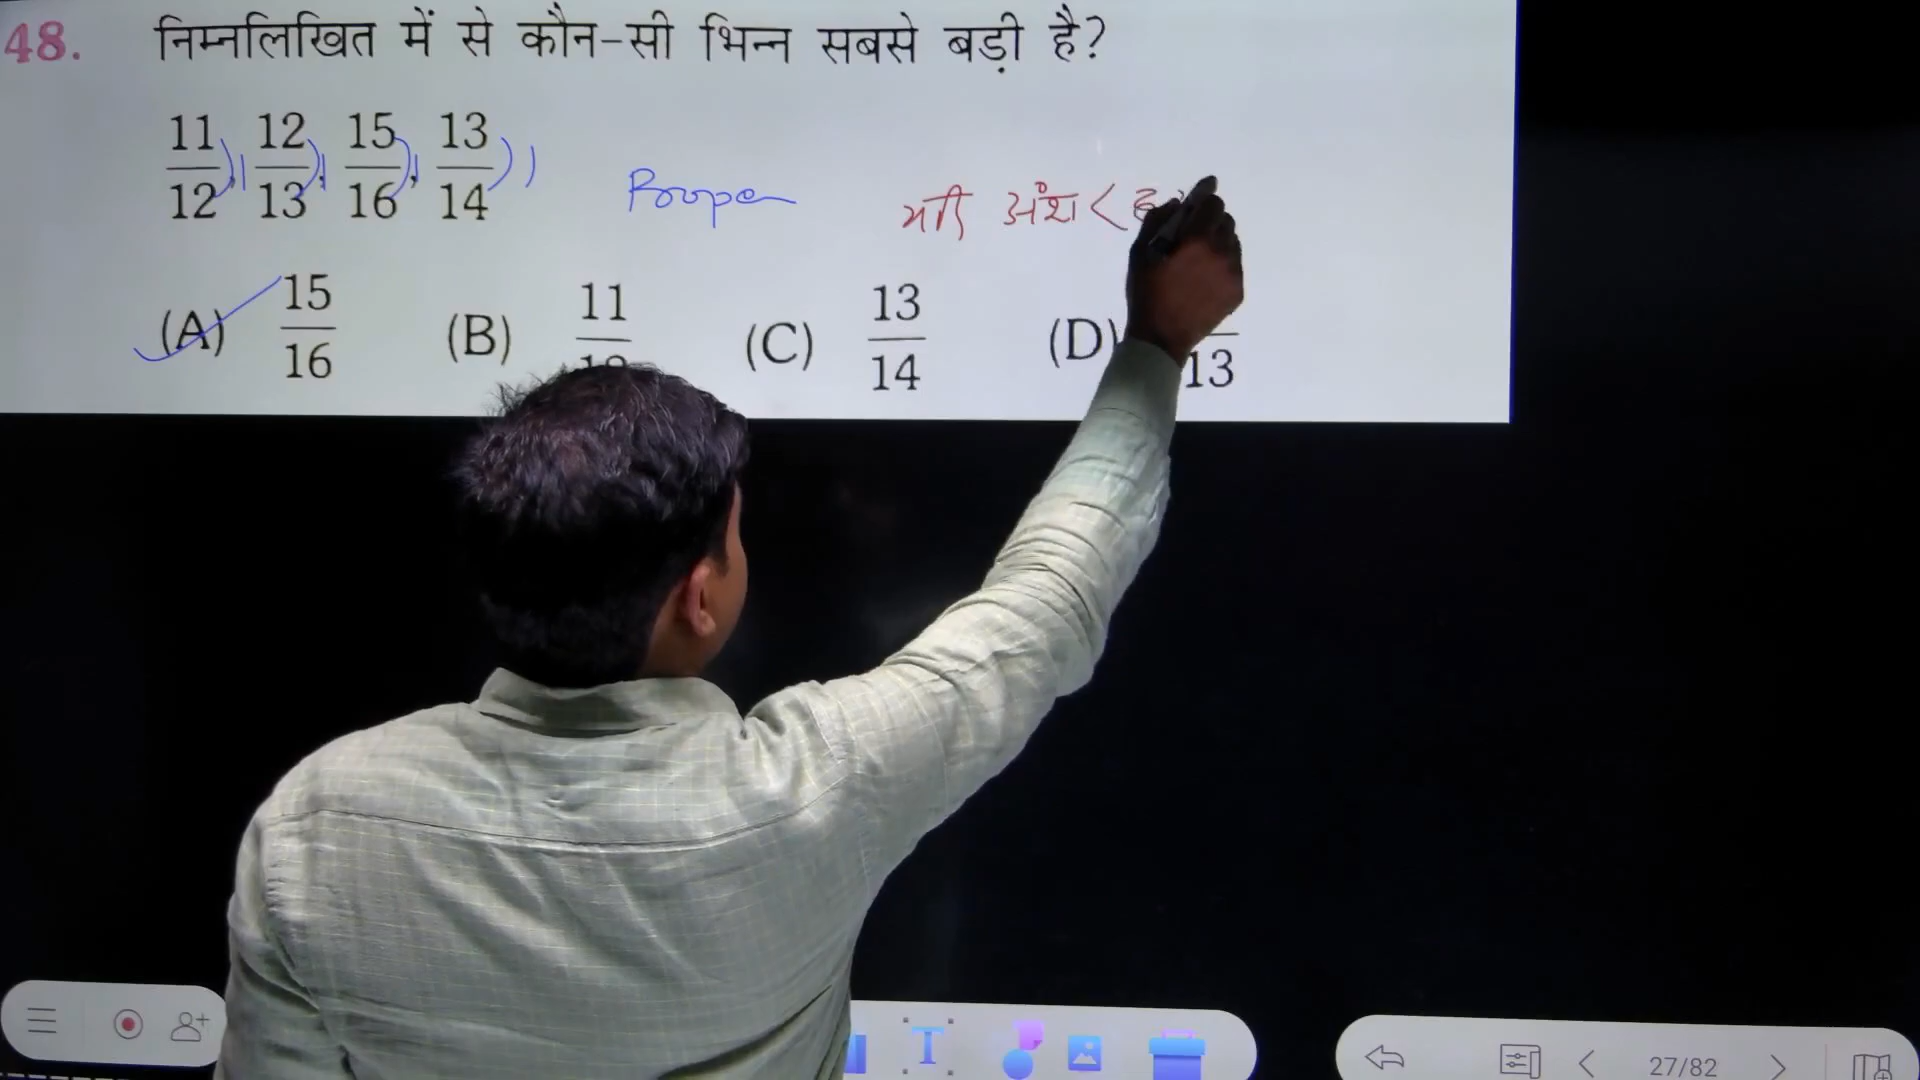 48. निम्नलिखित में से कौन-सी भिन्न सबसे बड़ी है?
11/12, 12/13, 15/16, 13/14
Proper
यदि अंश <
(A) 15/16 (B) 11 (C) 13/14 (D) 13
T
27/82